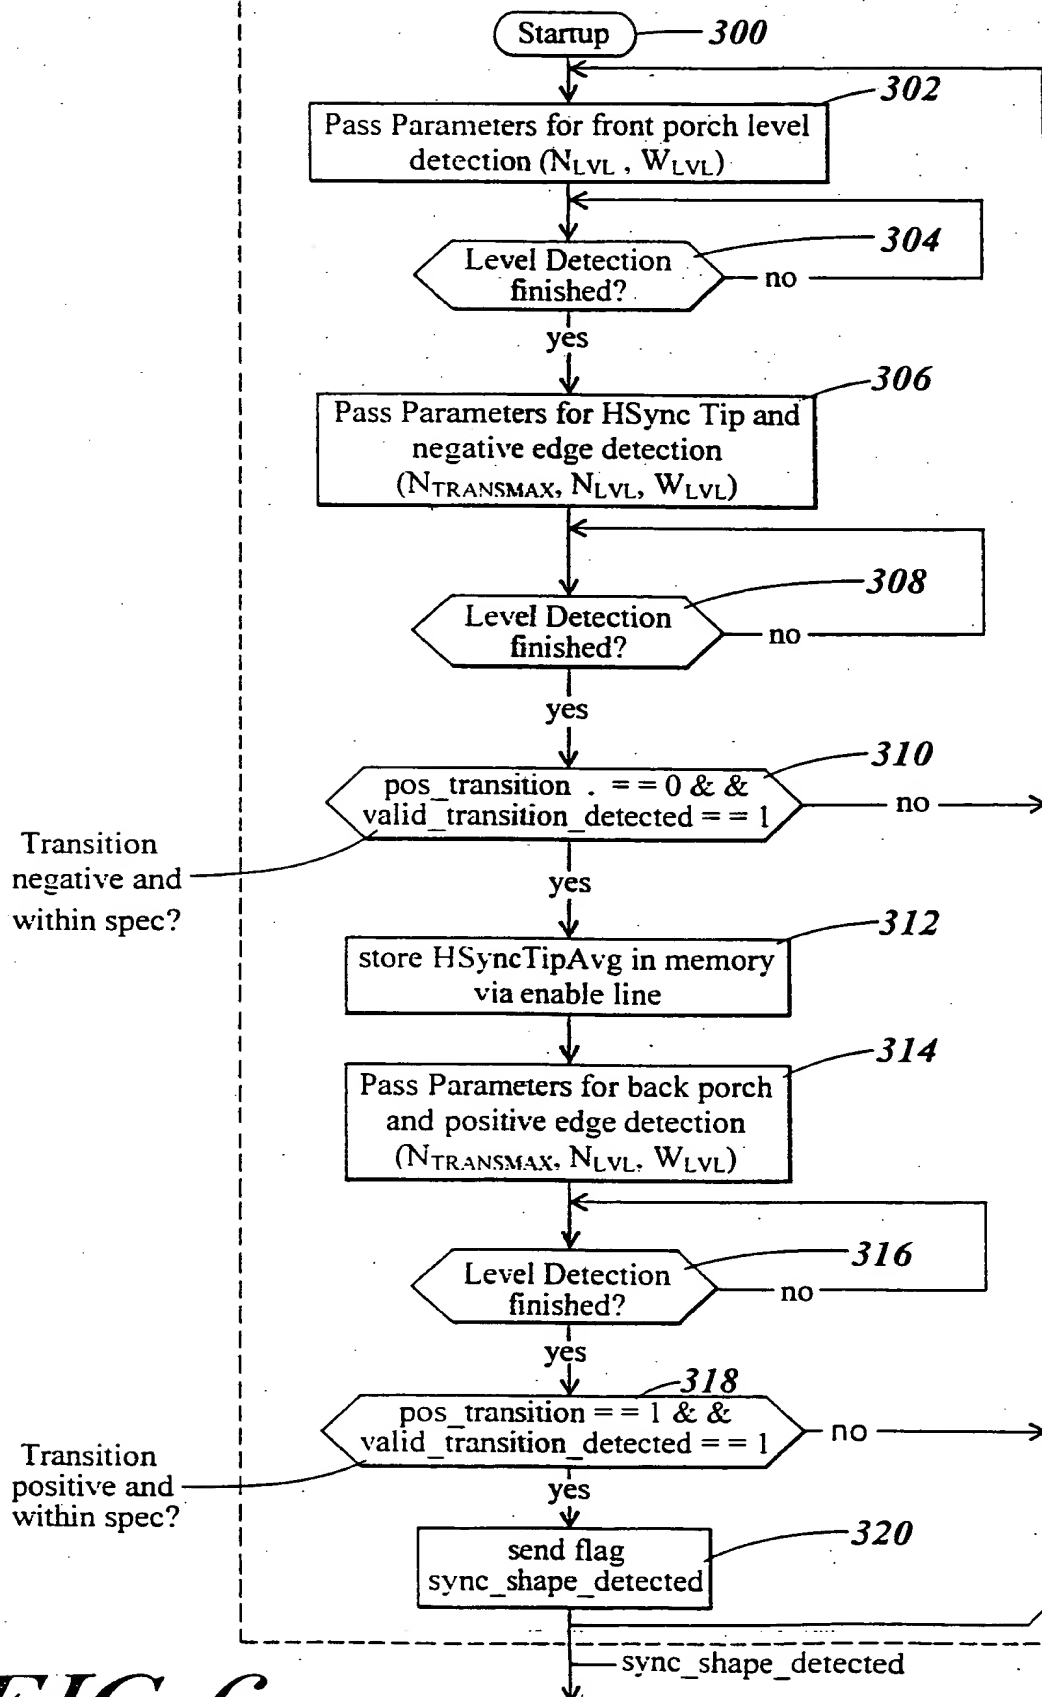 Startup
300
302
Pass Parameters for front porch level
detection (NLVL , WLVL)
304
Level Detection
finished?
no
yes
306
Pass Parameters for HSync Tip and
negative edge detection
(NTRANSMAX, NLVL, WLVL)
308
Level Detection
finished?
no
yes
310
pos_transition . = = 0 & &
valid_transition_detected = = 1
no
Transition
negative and
within spec?
yes
312
store HSyncTipAvg in memory
via enable line
314
Pass Parameters for back porch
and positive edge detection
(NTRANSMAX, NLVL, WLVL)
316
Level Detection
finished?
no
yes
318
pos_transition = = 1 & &
valid_transition_detected = = 1
no
Transition
positive and
within spec?
yes
320
send flag
sync_shape_detected
sync_shape_detected
FIG. 6